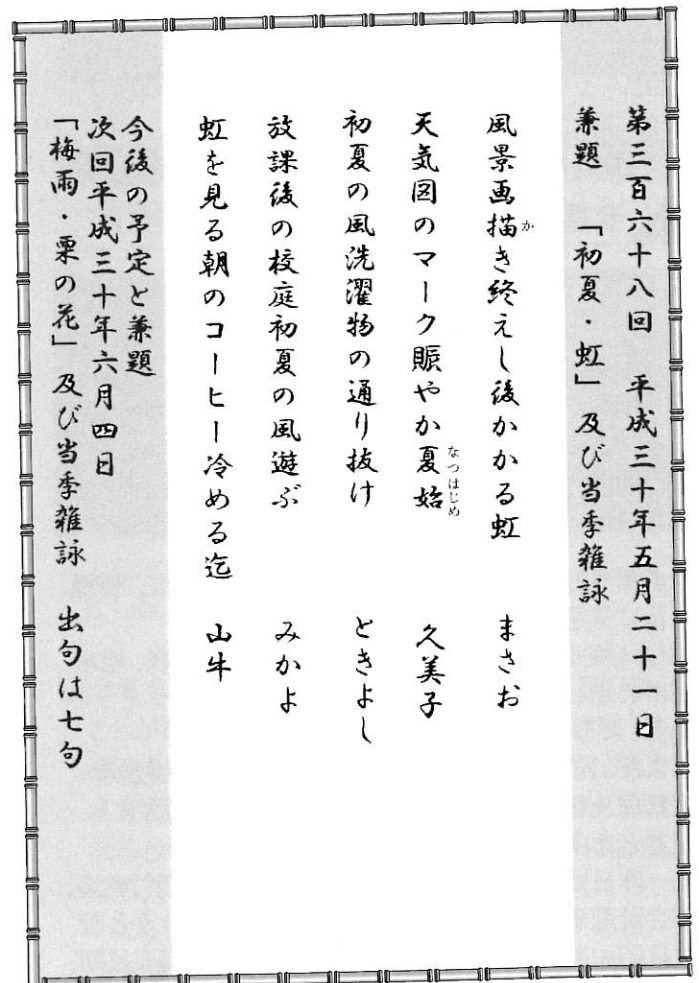 第三百六十八回　平成三十年五月二十一日
兼題　「初夏・虹」及び当季雑詠
風景画描き終えし後かかる虹　まさお
か
天気図のマーク賑やか夏始　久美子
なつはじめ
初夏の風洗濯物の通り抜け　ときよし
放課後の校庭初夏の風遊ぶ　みかよ
虹を見る朝のコーヒー冷める迄　山牛
今後の予定と兼題
次回平成三十年六月四日
「梅雨・栗の花」及び当季雑詠　出句は七句